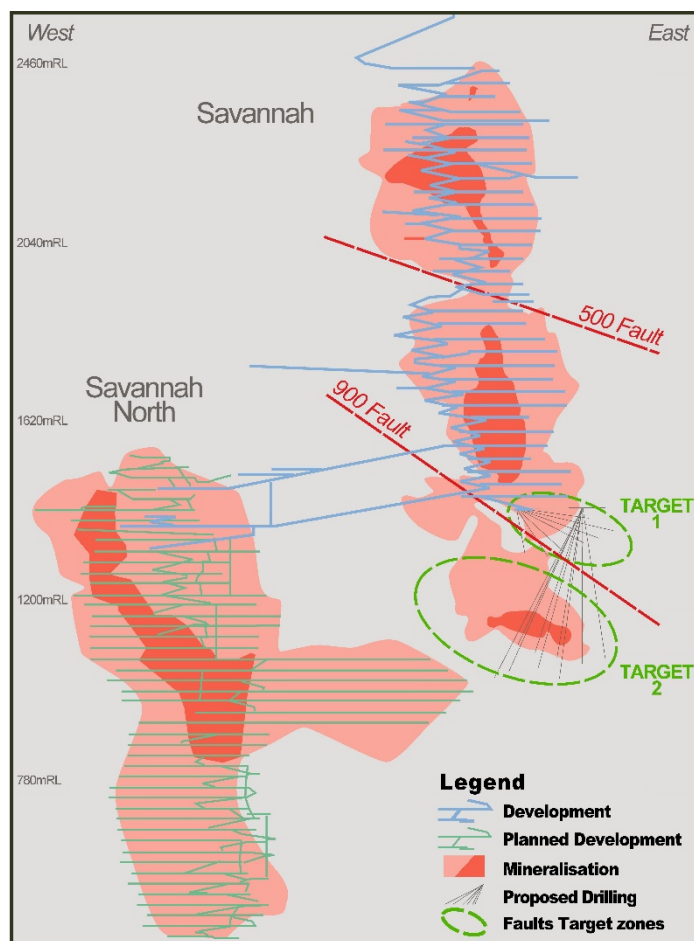 West
East
2460mRL
Savannah
2040mRL
500 Fault
Savannah
North
900 Fault
1620mRL
TARGET
1
1200mRL
TARGET
2
780mRL
Legend
Development
Planned Development
Mineralisation
Proposed Drilling
Faults Target zones